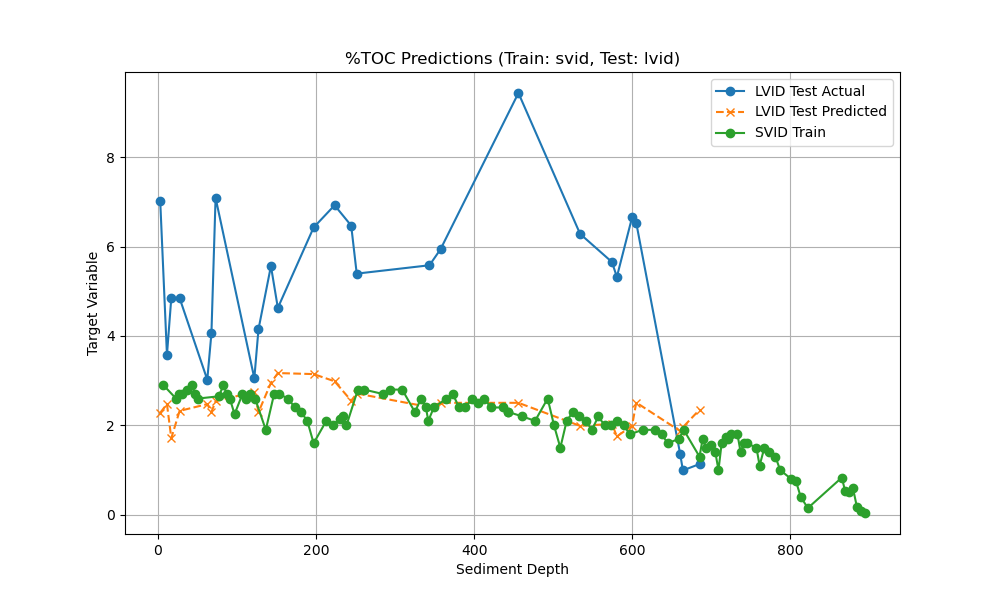 %TOC Predictions (Train: svid, Test: lvid)
LVID Test Actual
LVID Test Predicted
SVID Train
Target Variable
8
6
4
2
0
0 200 400 600 800
Sediment Depth